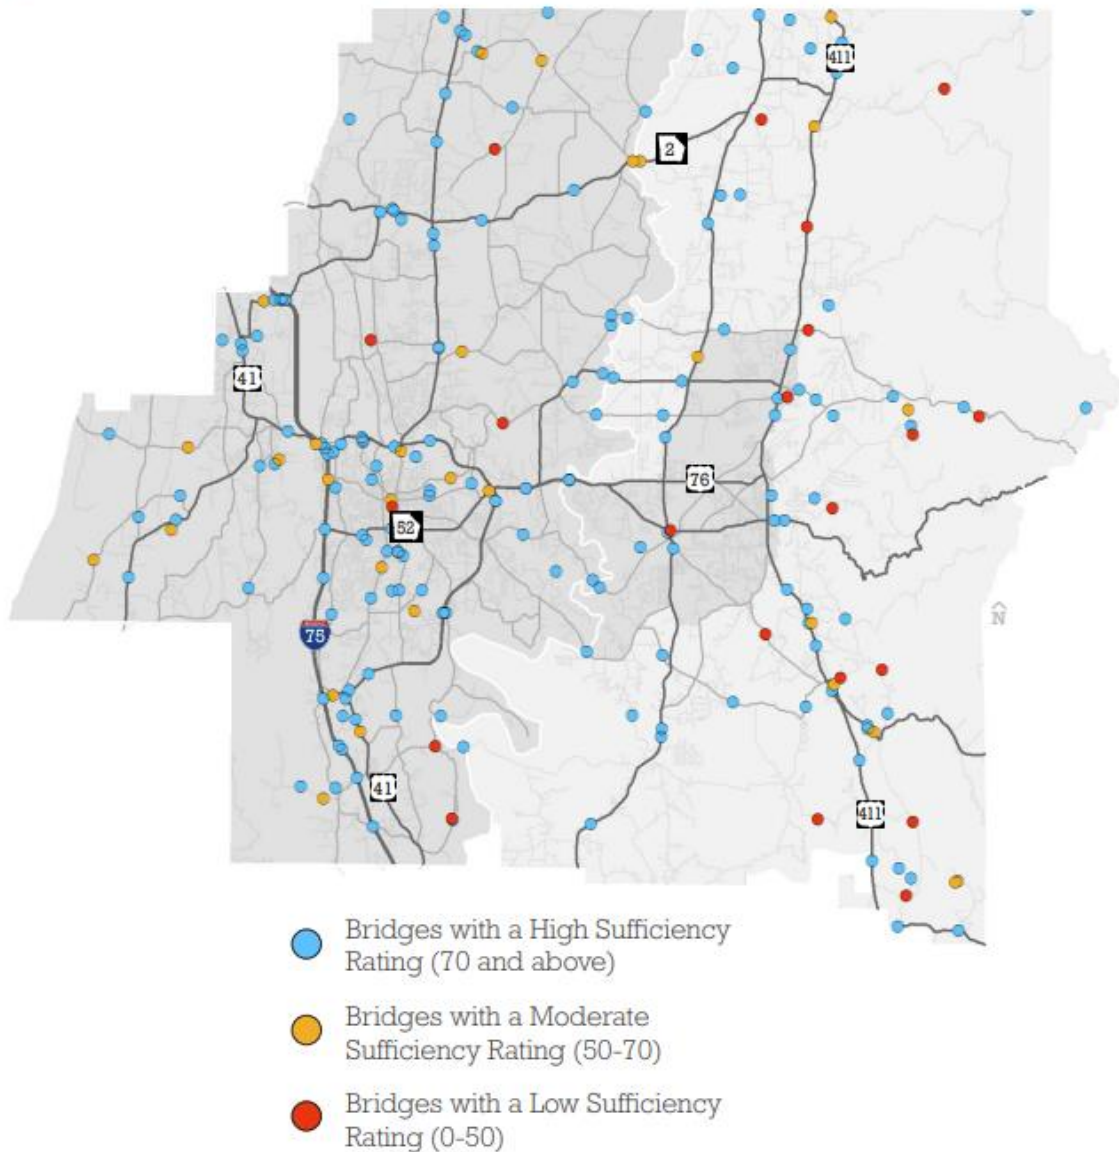 411
2
41
76
52
N
75
41
411
Bridges with a High Sufficiency
Rating (70 and above)
Bridges with a Moderate
Sufficiency Rating (50-70)
Bridges with a Low Sufficiency
Rating (0-50)